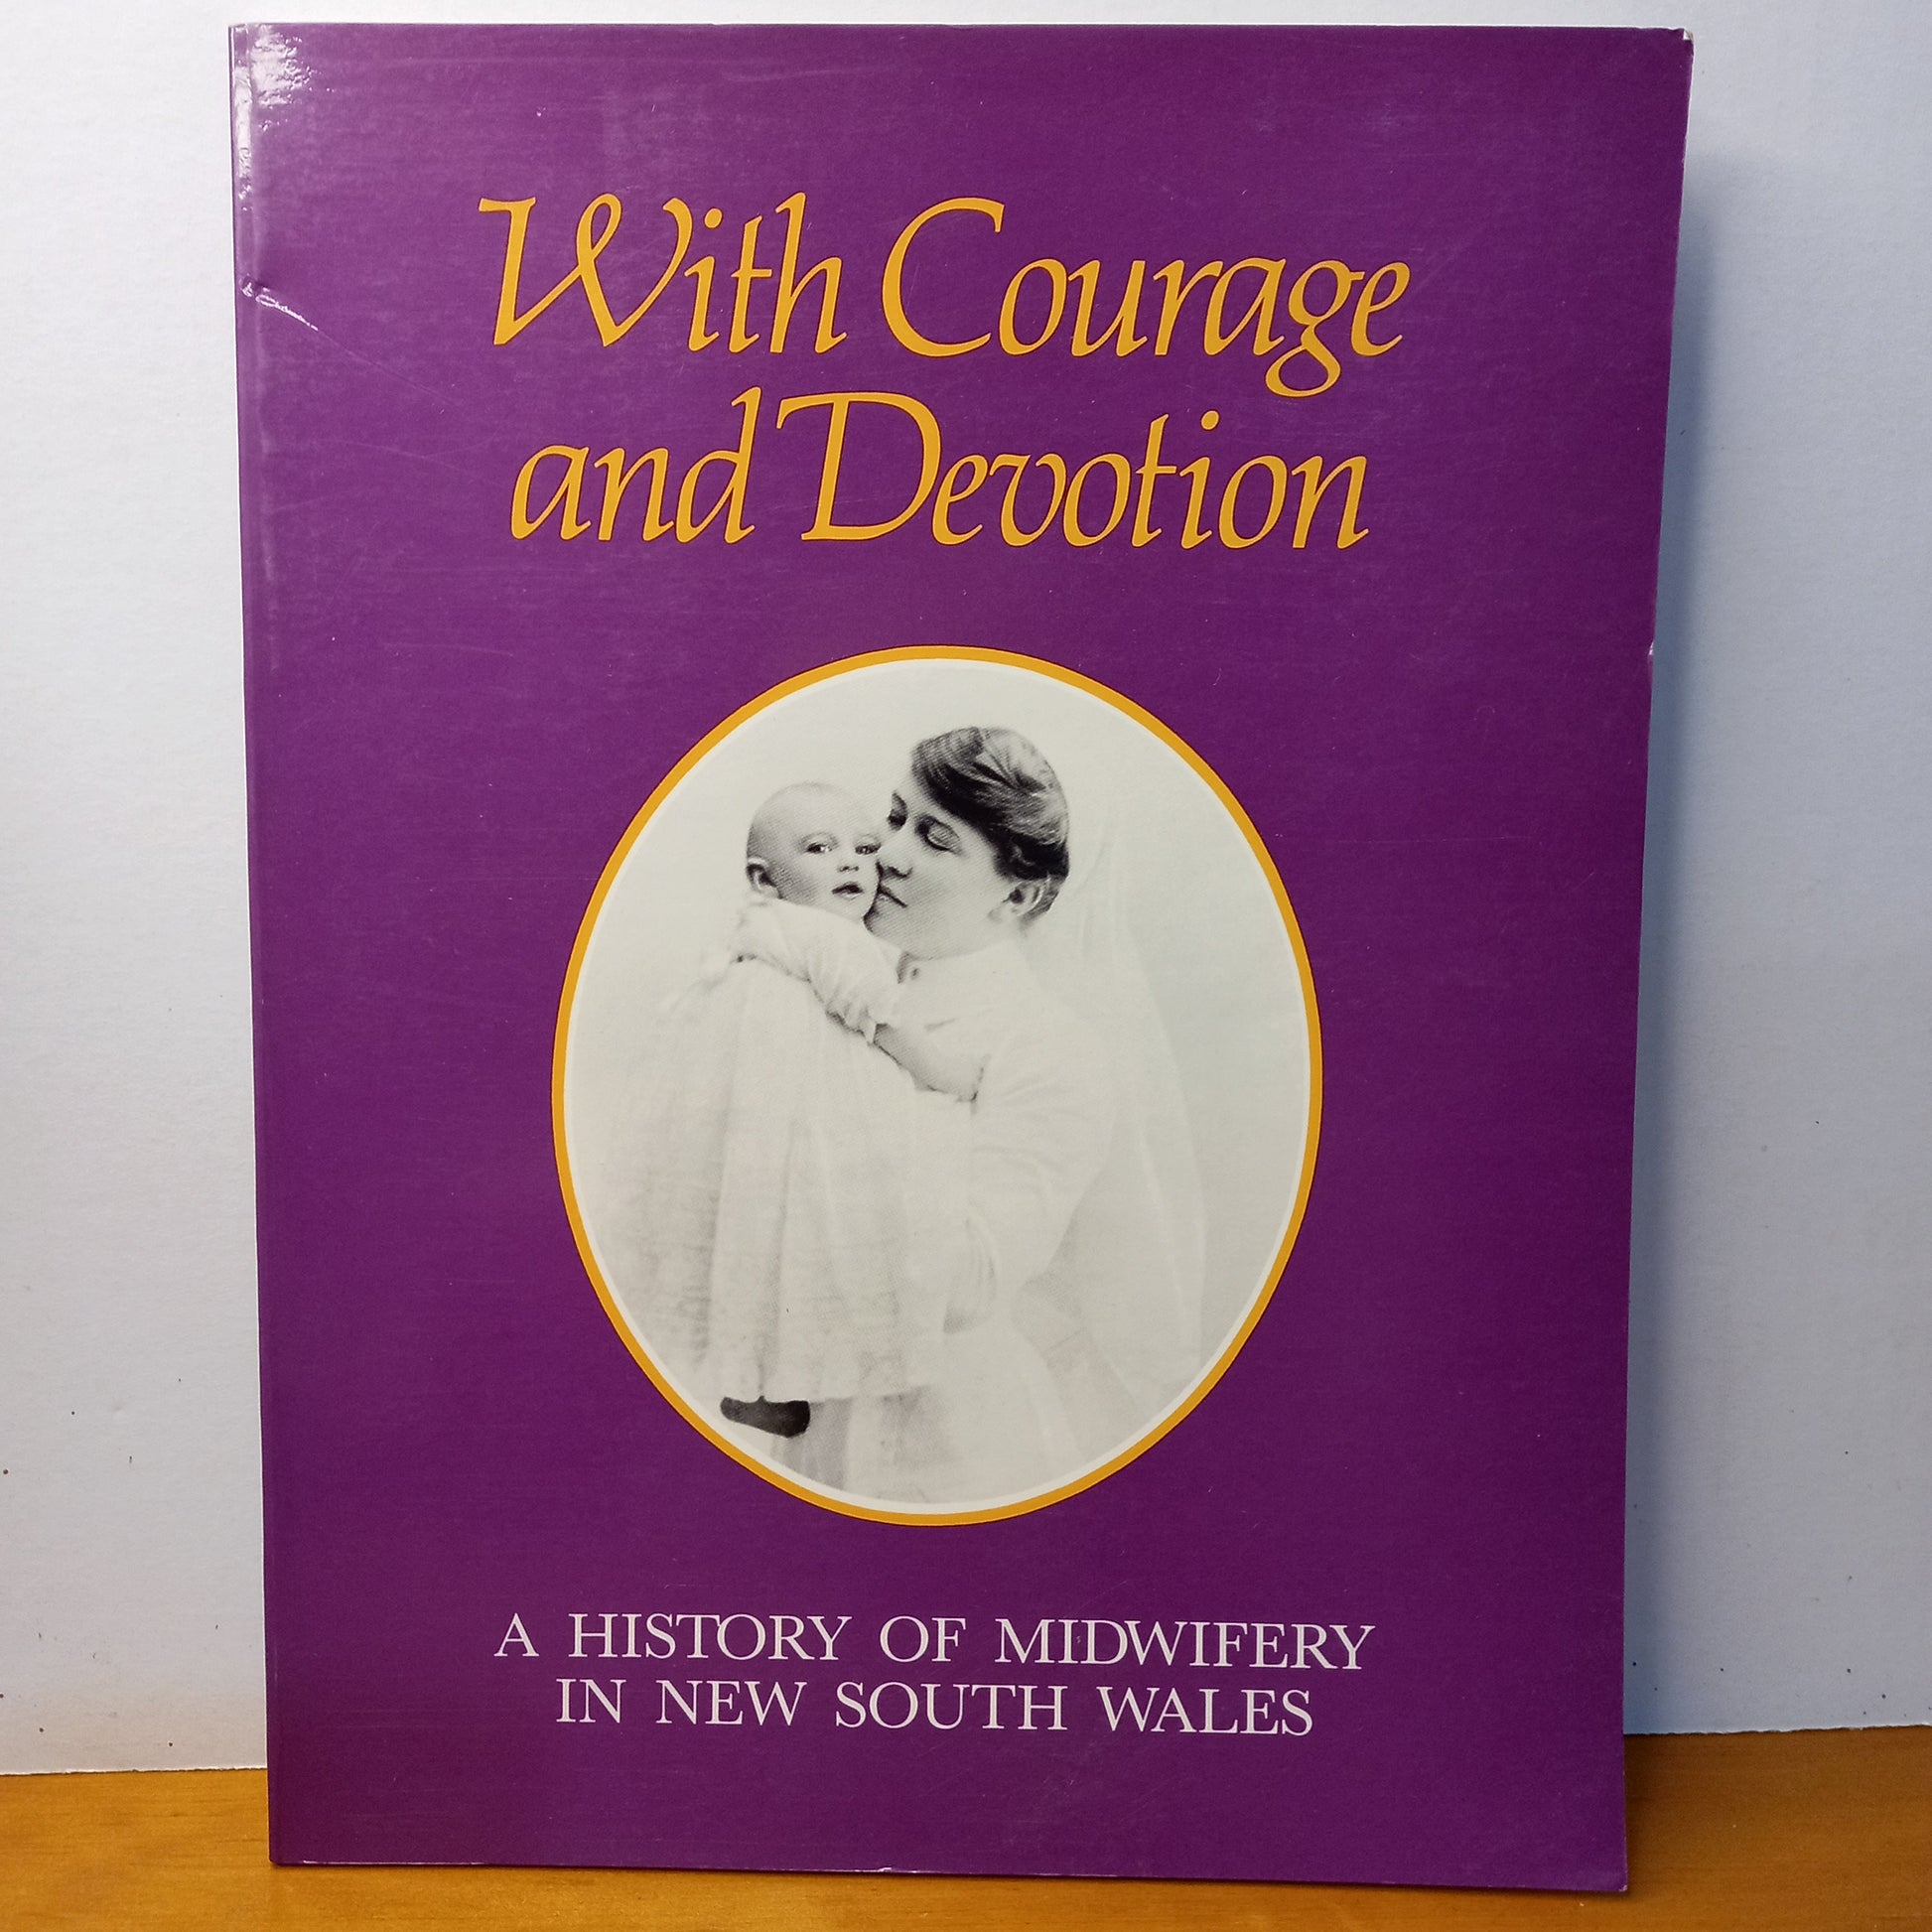 With Courage
and Devotion
A HISTORY OF MIDWIFERY
IN NEW SOUTH WALES